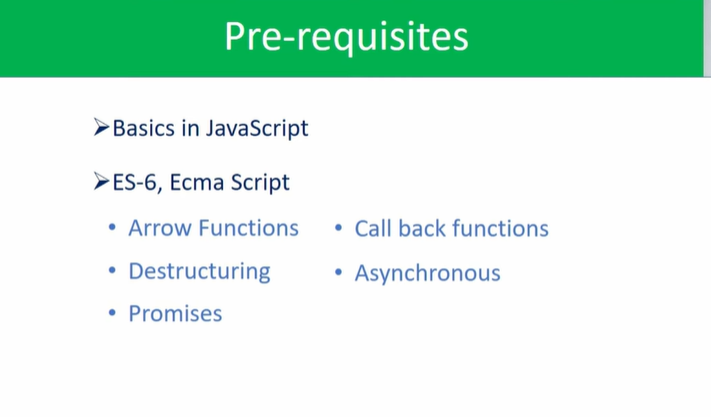 Pre-requisites
➢Basics in JavaScript
➢ES-6, Ecma Script
• Arrow Functions
• Destructuring
• Promises
• Call back functions
• Asynchronous